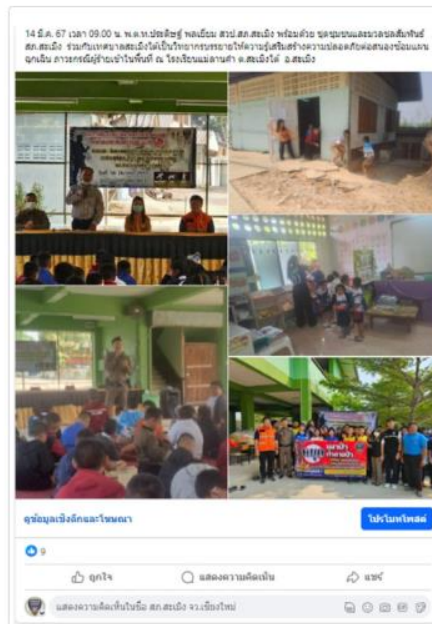 14 มี.ค. 67 เวลา 09.00 น. พ.ต.ท.ประดิษฐ์ พลเยี่ยม สวป.สภ.สะเมิง พร้อมด้วย ชุดชุมชนและมวลชลสัมพันธ์
สภ.สะเมิง ร่วมกับเทศบาลสะเมิงใต้เป็นวิทยากรบรรยายให้ความรู้เสริมสร้างความปลอดภัยต่อสนองซ้อมแผน
ฉุกเฉิน ภาวะกรณีผู้ร้ายเข้าในพื้นที่ ณ โรงเรียนแม่ลานคำ ต.สะเมิงใต้ อ.สะเมิง
เผาป่า
ดูข้อมูลเชิงลึกและโฆษณา
โปรโมทโพสต์
9
ถูกใจ
แสดงความคิดเห็น
แชร์
แสดงความคิดเห็นในชื่อ สภ.สะเมิง จว.เชียงใหม่